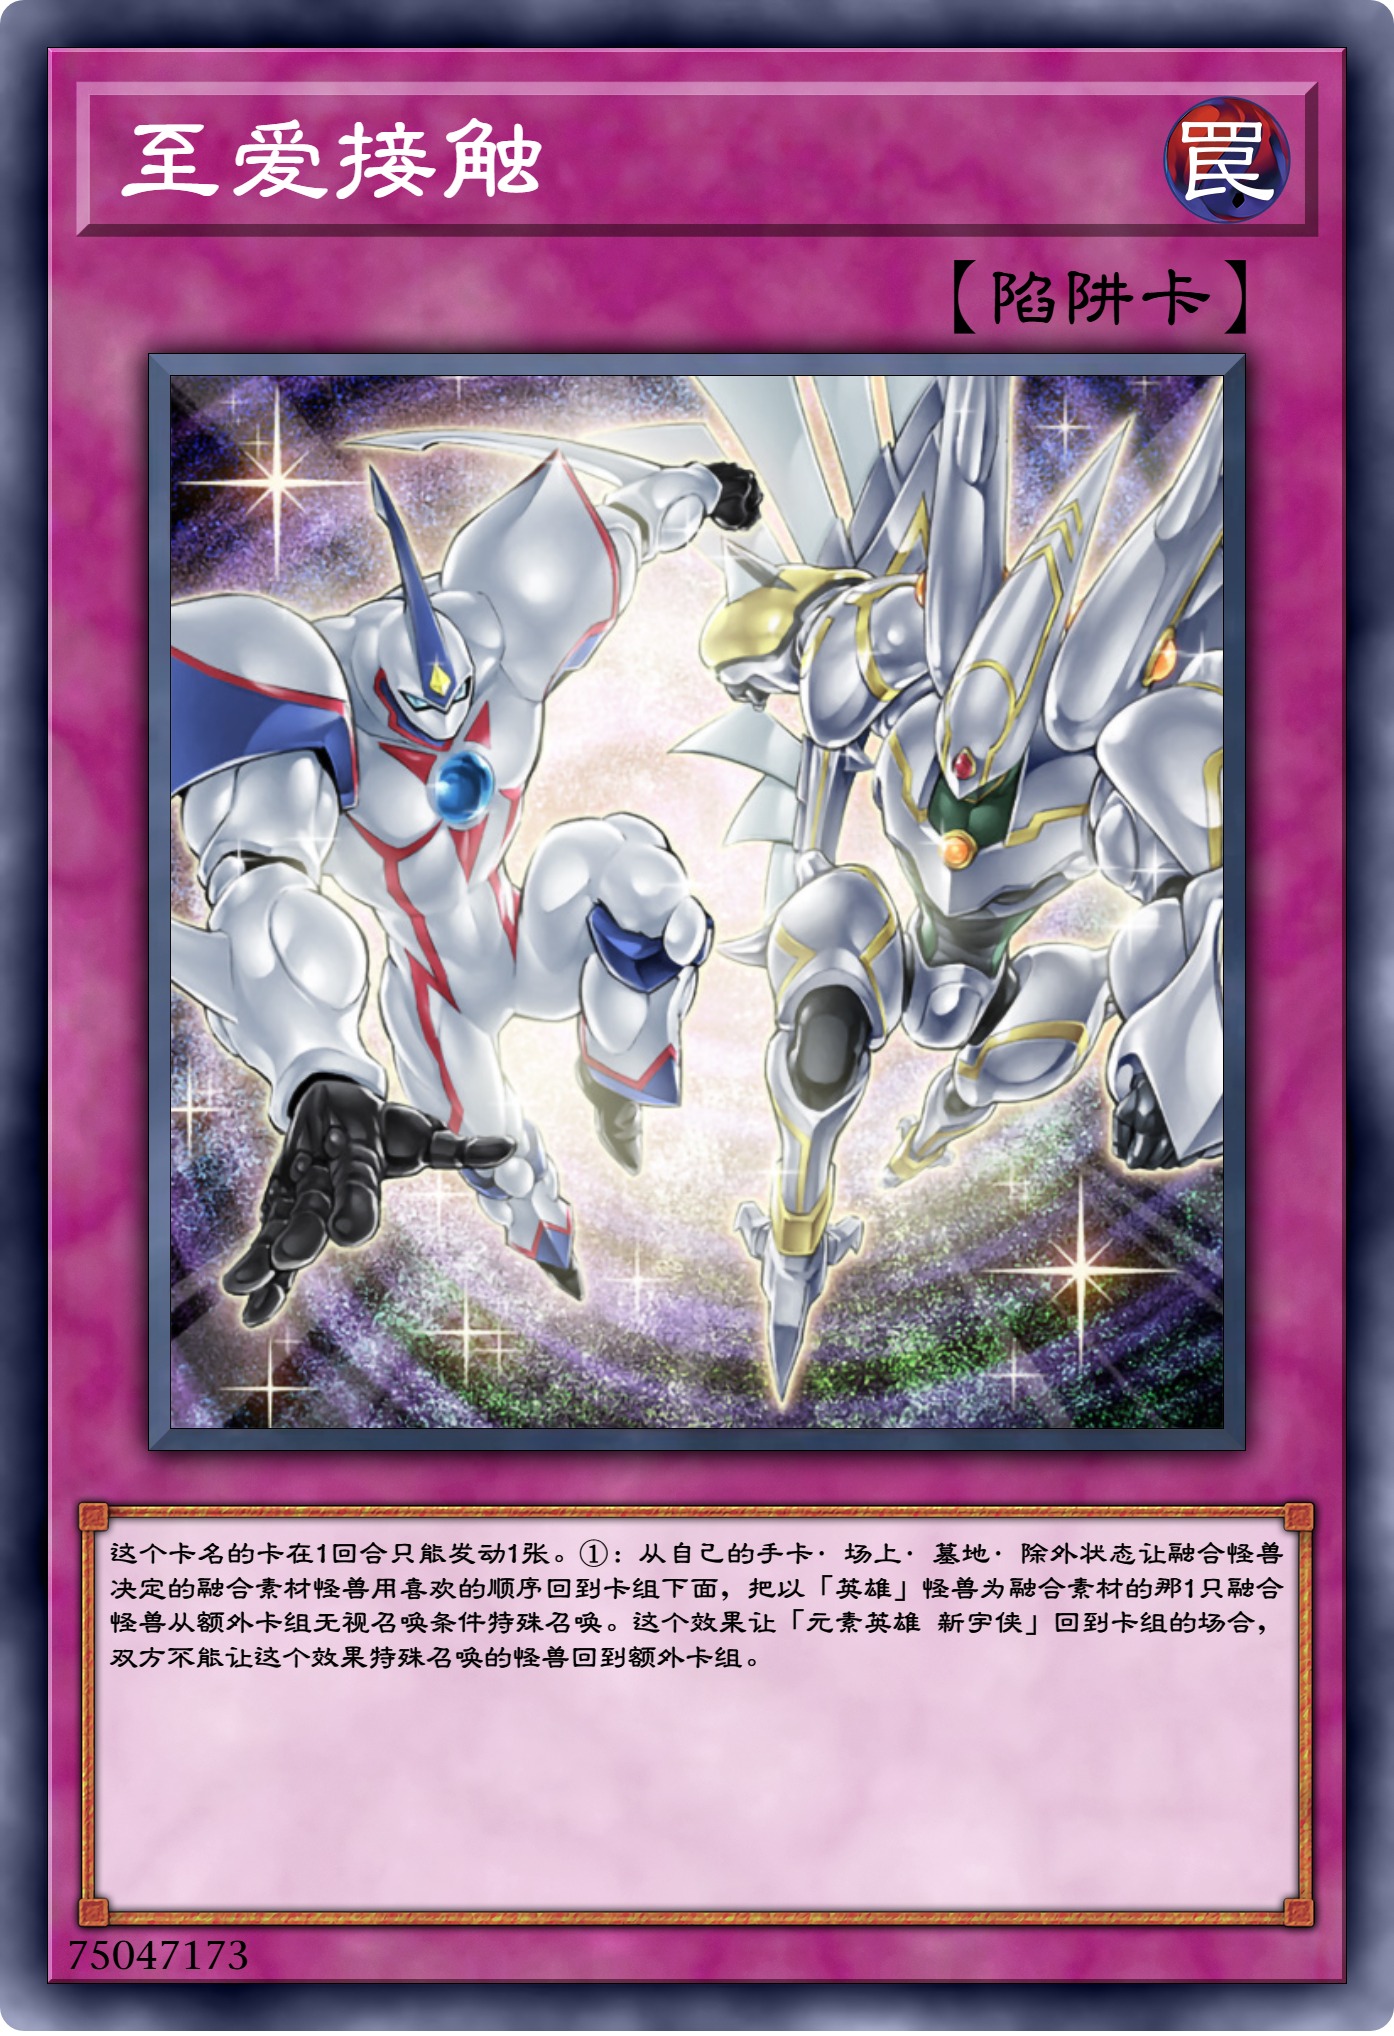 至爱接触
罠
【陷阱卡】
这个卡名的卡在1回合只能发动1张。①：从自己的手卡·场上·墓地·除外状态让融合怪兽
决定的融合素材怪兽用喜欢的顺序回到卡组下面，把以「英雄」怪兽为融合素材的那1只融合
怪兽从额外卡组无视召唤条件特殊召唤。这个效果让「元素英雄 新宇侠」回到卡组的场合，
双方不能让这个效果特殊召唤的怪兽回到额外卡组。
75047173